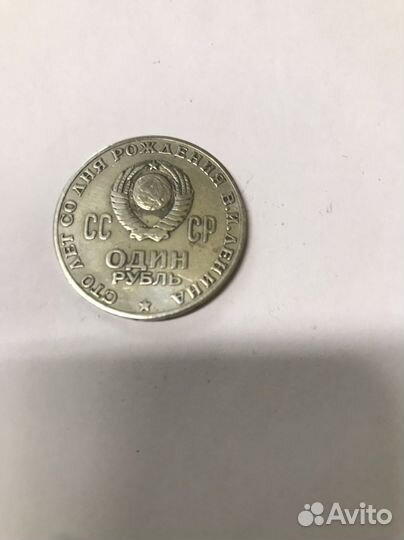 СТО ЛЕТ СО ДНЯ РОЖДЕНИЯ В.И.ЛЕНИНА
СС СР
ОДИН
РУБЛЬ
Avito